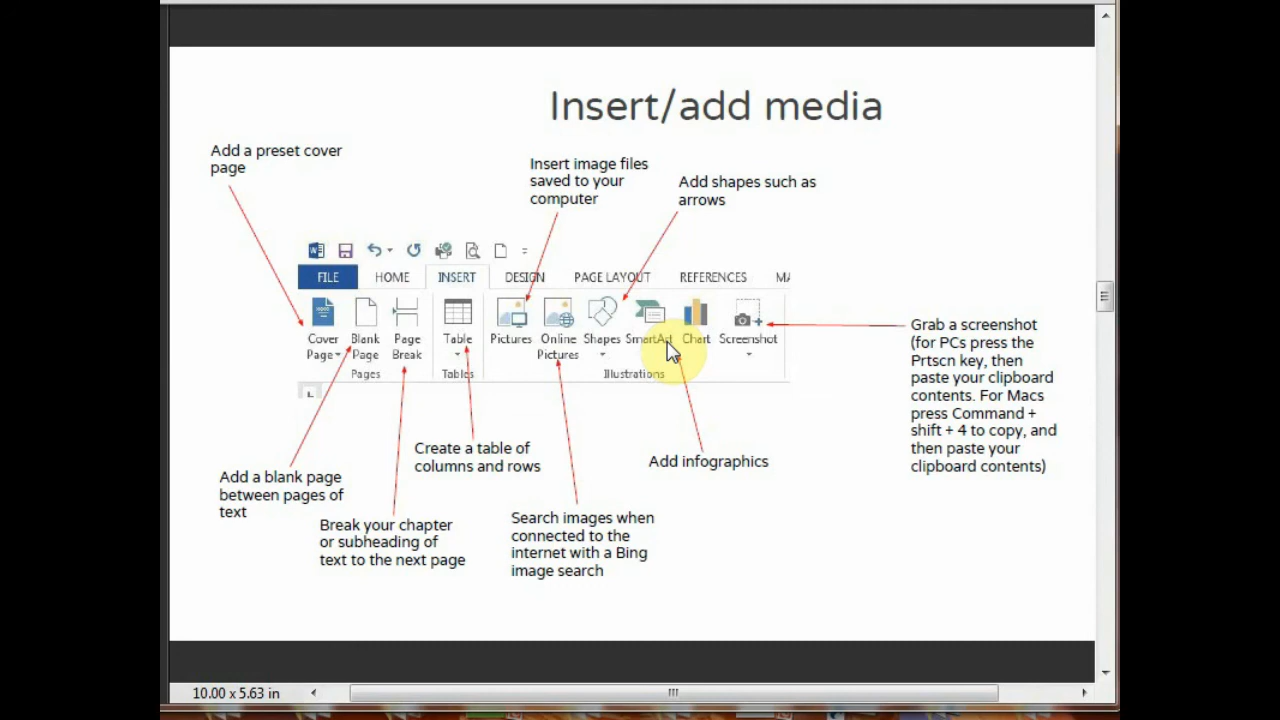 Insert/add media
Add a preset cover
page
Insert image files
saved to your
computer
Add shapes such as
arrows
FILE HOME INSERT DESIGN PAGE LAYOUT REFERENCES MA
Cover
Page
Blank
Page
Page
Break
Table
Pictures
Online
Pictures
Shapes
SmartArt
Chart
Screenshot
Pages
Tables
Illustrations
Grab a screenshot
(for PCs press the
Prtscn key, then
paste your clipboard
contents. For Macs
press Command +
shift + 4 to copy, and
then paste your
clipboard contents)
Create a table of
columns and rows
Add infographics
Add a blank page
between pages of
text
Break your chapter
or subheading of
text to the next page
Search images when
connected to the
internet with a Bing
image search
10.00 x 5.63 in